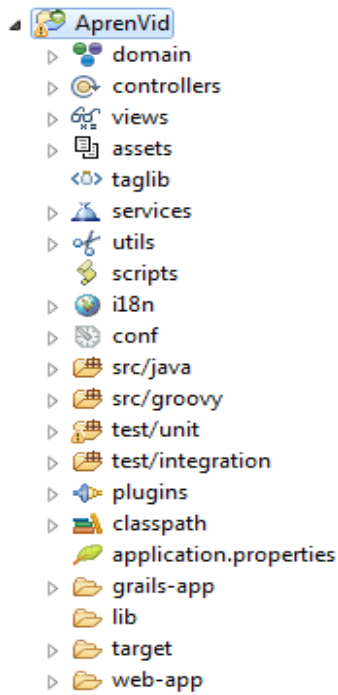 AprenVid
domain
controllers
views
assets
taglib
services
utils
scripts
i18n
conf
src/java
src/groovy
test/unit
test/integration
plugins
classpath
application.properties
grails-app
lib
target
web-app